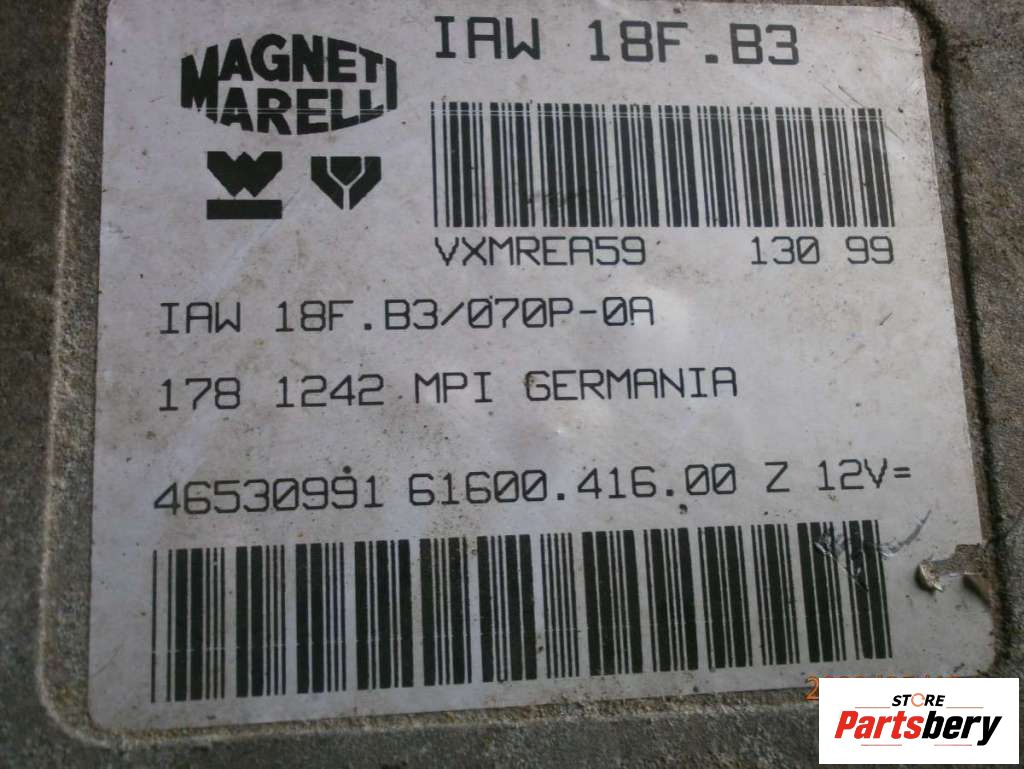 MAGNETI
MARELLI
IAW 18F.B3
VXMREA59 130 99
IAW 18F.B3/070P-0A
178 1242 MPI GERMANIA
46530991 61600.416.00 Z 12V=
STORE
Partsbery